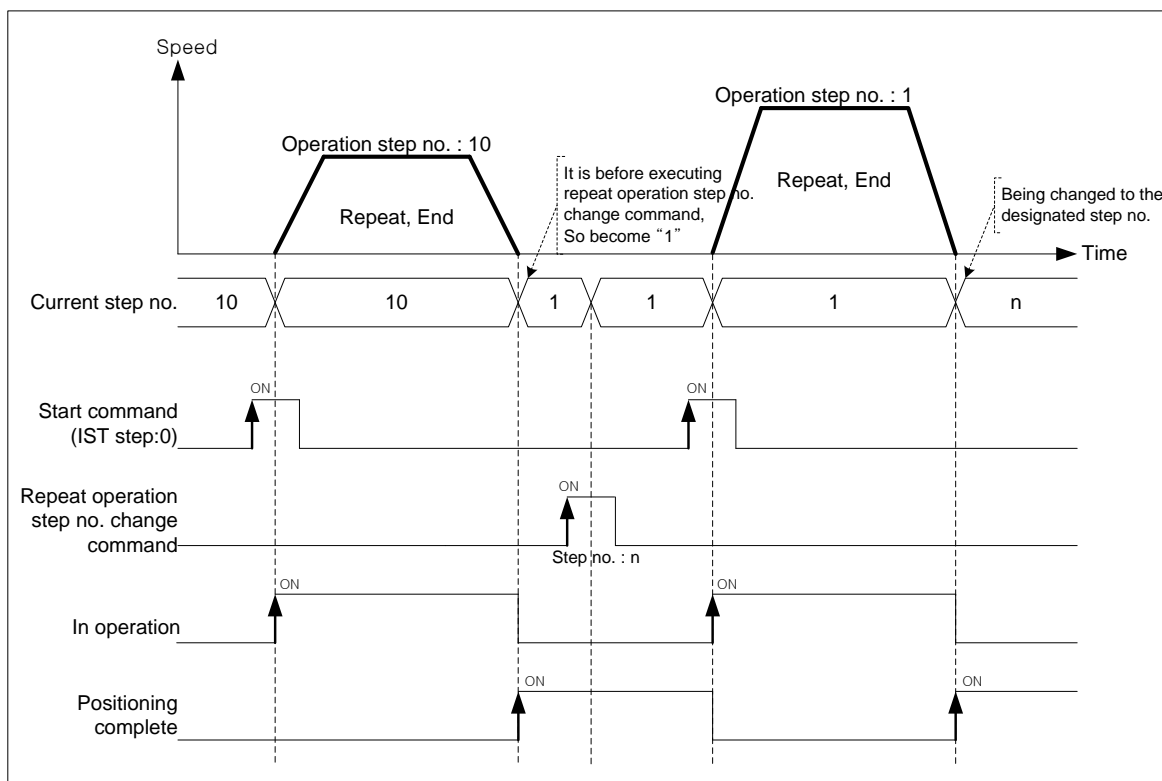 Speed
Operation step no. : 1
Operation step no. : 10
It is before executing
repeat operation step no.
change command,
So become “1”
Repeat, End
Repeat, End
Being changed to the
designated step no.
Time
Current step no.
10
10
1
1
1
n
ON
ON
Start command
(IST step:0)
ON
Repeat operation
step no. change
command
Step no. : n
ON
ON
In operation
ON
ON
Positioning
complete